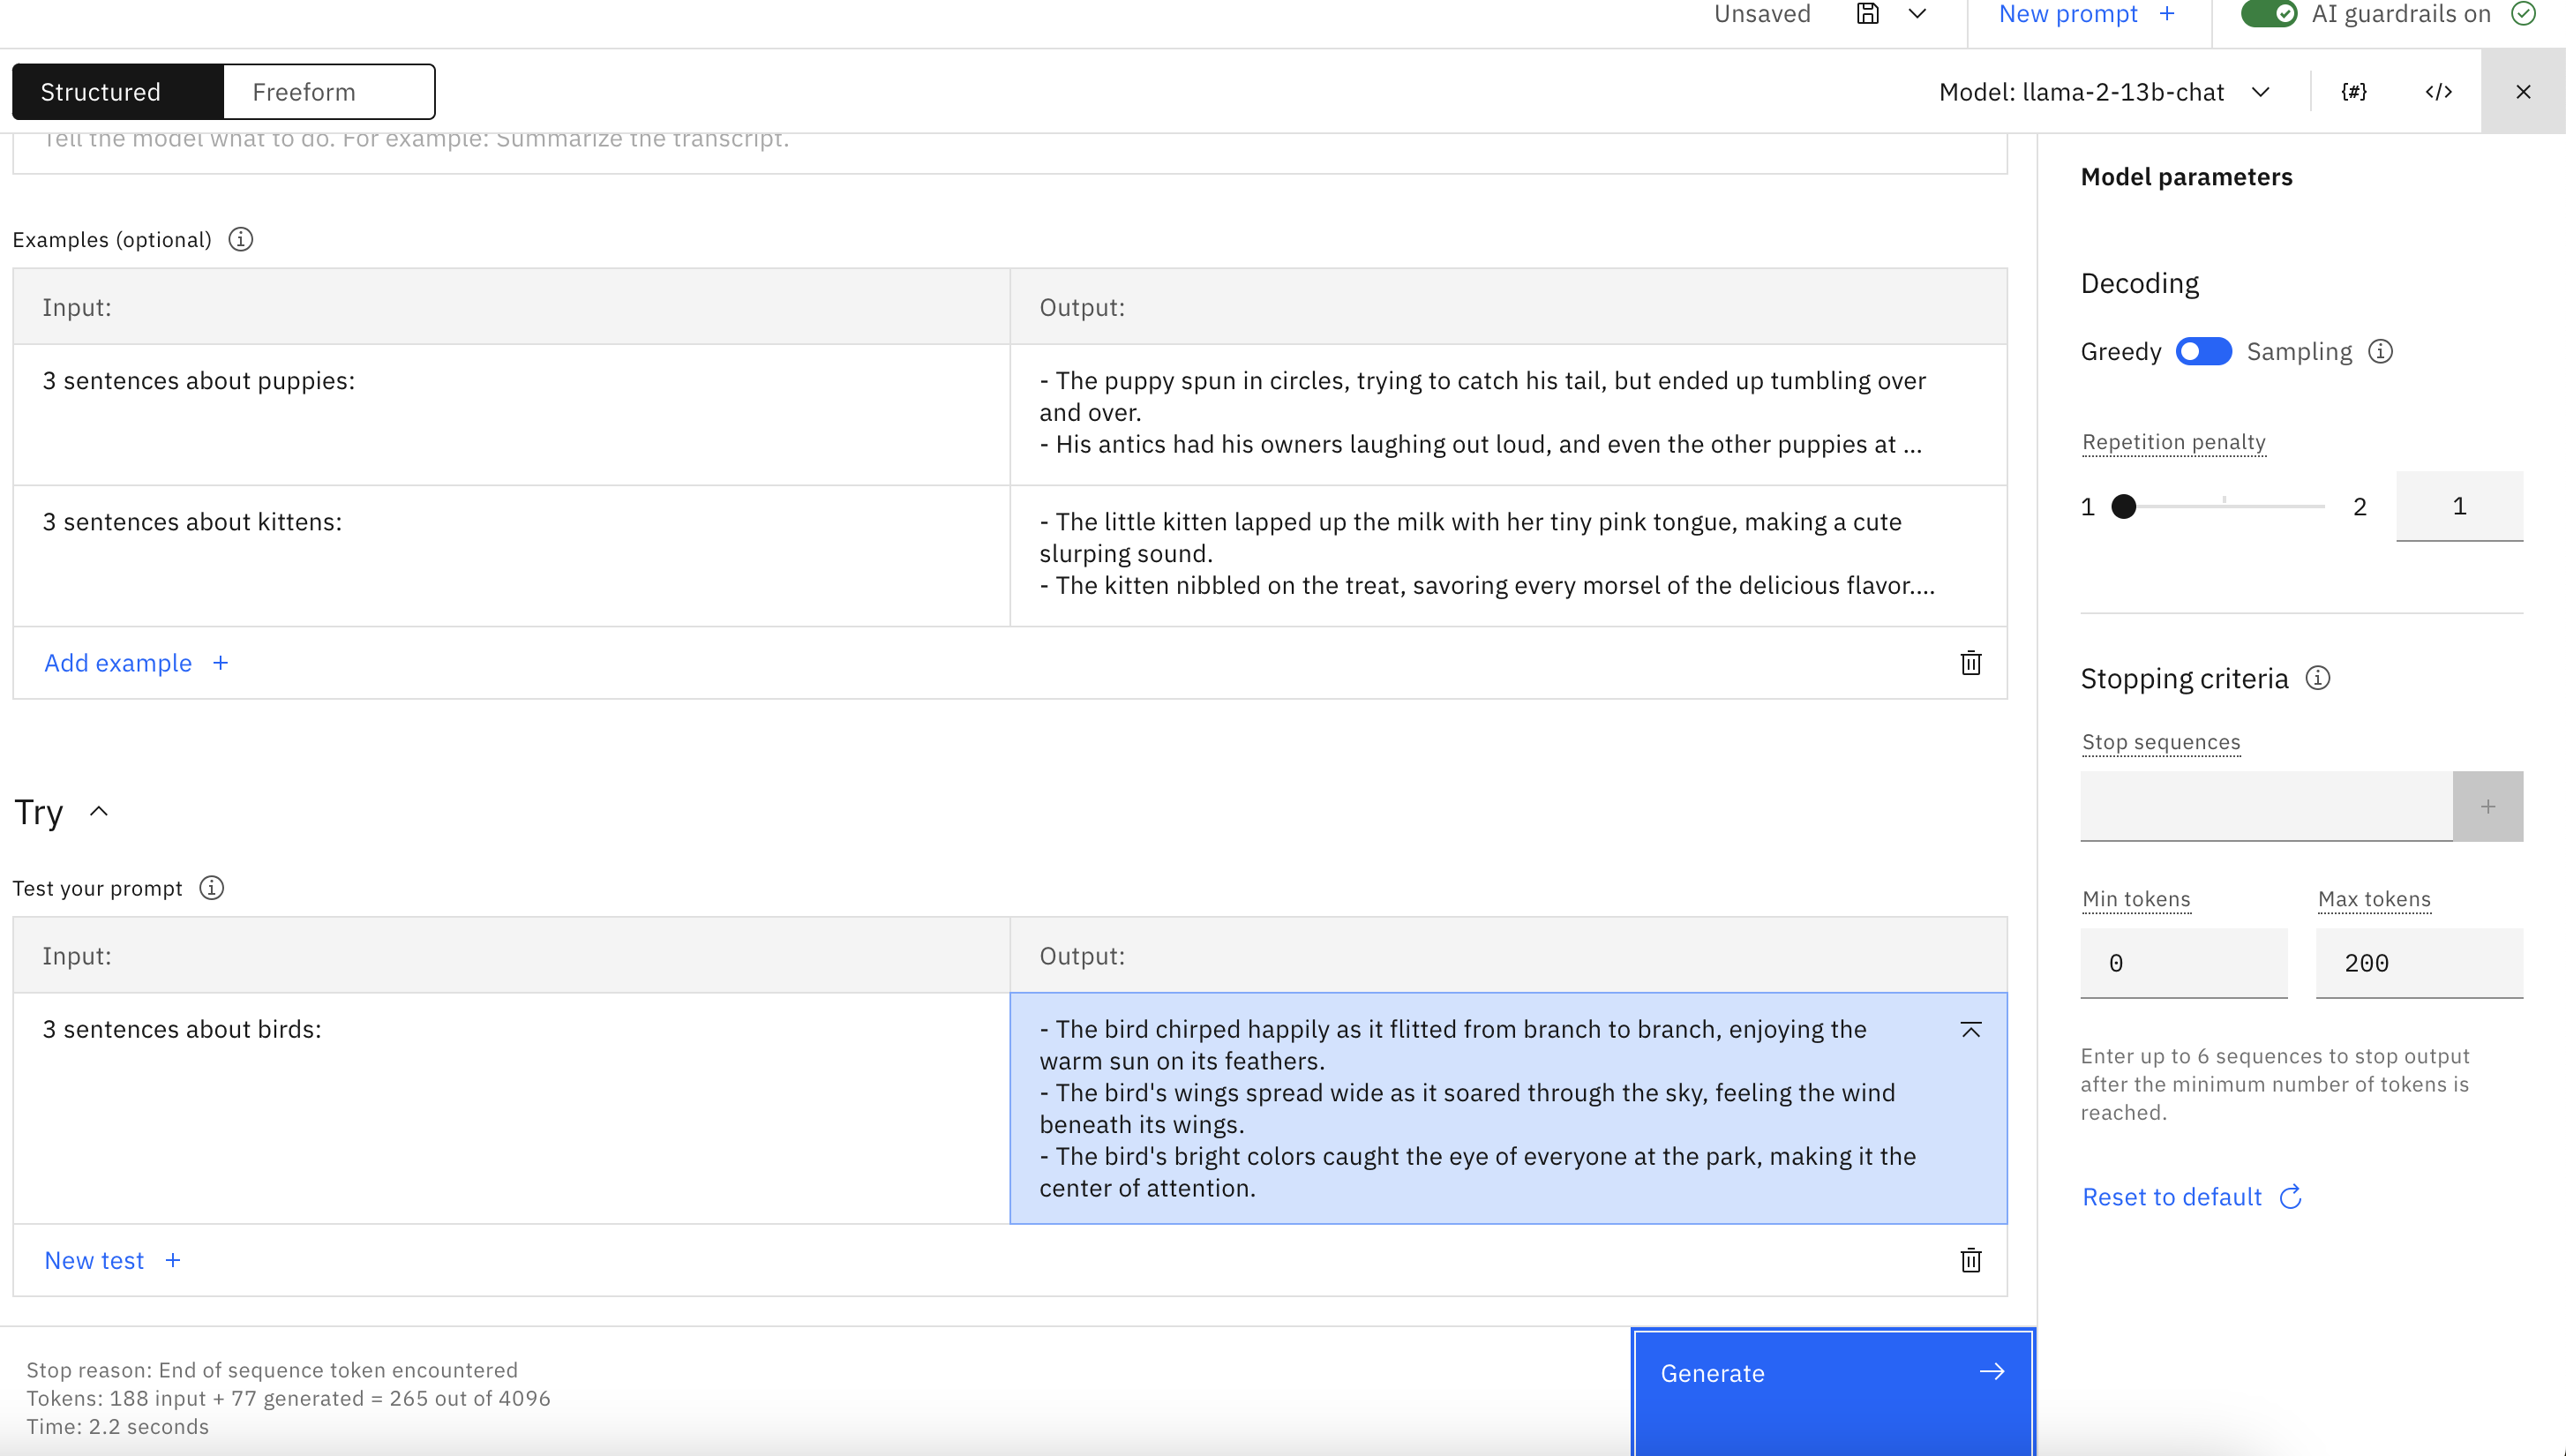 Unsaved
New prompt +
AI guardrails on
Structured
Freeform
Model: llama-2-13b-chat
{#}
</>
Tell the model what to do. For example: Summarize the transcript.
Examples (optional)
Input:
Output:
3 sentences about puppies:
- The puppy spun in circles, trying to catch his tail, but ended up tumbling over
and over.
- His antics had his owners laughing out loud, and even the other puppies at ...
3 sentences about kittens:
- The little kitten lapped up the milk with her tiny pink tongue, making a cute
slurping sound.
- The kitten nibbled on the treat, savoring every morsel of the delicious flavor....
Add example +
Try
Test your prompt
Input:
Output:
3 sentences about birds:
- The bird chirped happily as it flitted from branch to branch, enjoying the
warm sun on its feathers.
- The bird's wings spread wide as it soared through the sky, feeling the wind
beneath its wings.
- The bird's bright colors caught the eye of everyone at the park, making it the
center of attention.
New test +
Stop reason: End of sequence token encountered
Tokens: 188 input + 77 generated = 265 out of 4096
Time: 2.2 seconds
Generate
Model parameters
Decoding
Greedy
Sampling
Repetition penalty
1
2
1
Stopping criteria
Stop sequences
+
Min tokens
Max tokens
0
200
Enter up to 6 sequences to stop output
after the minimum number of tokens is
reached.
Reset to default